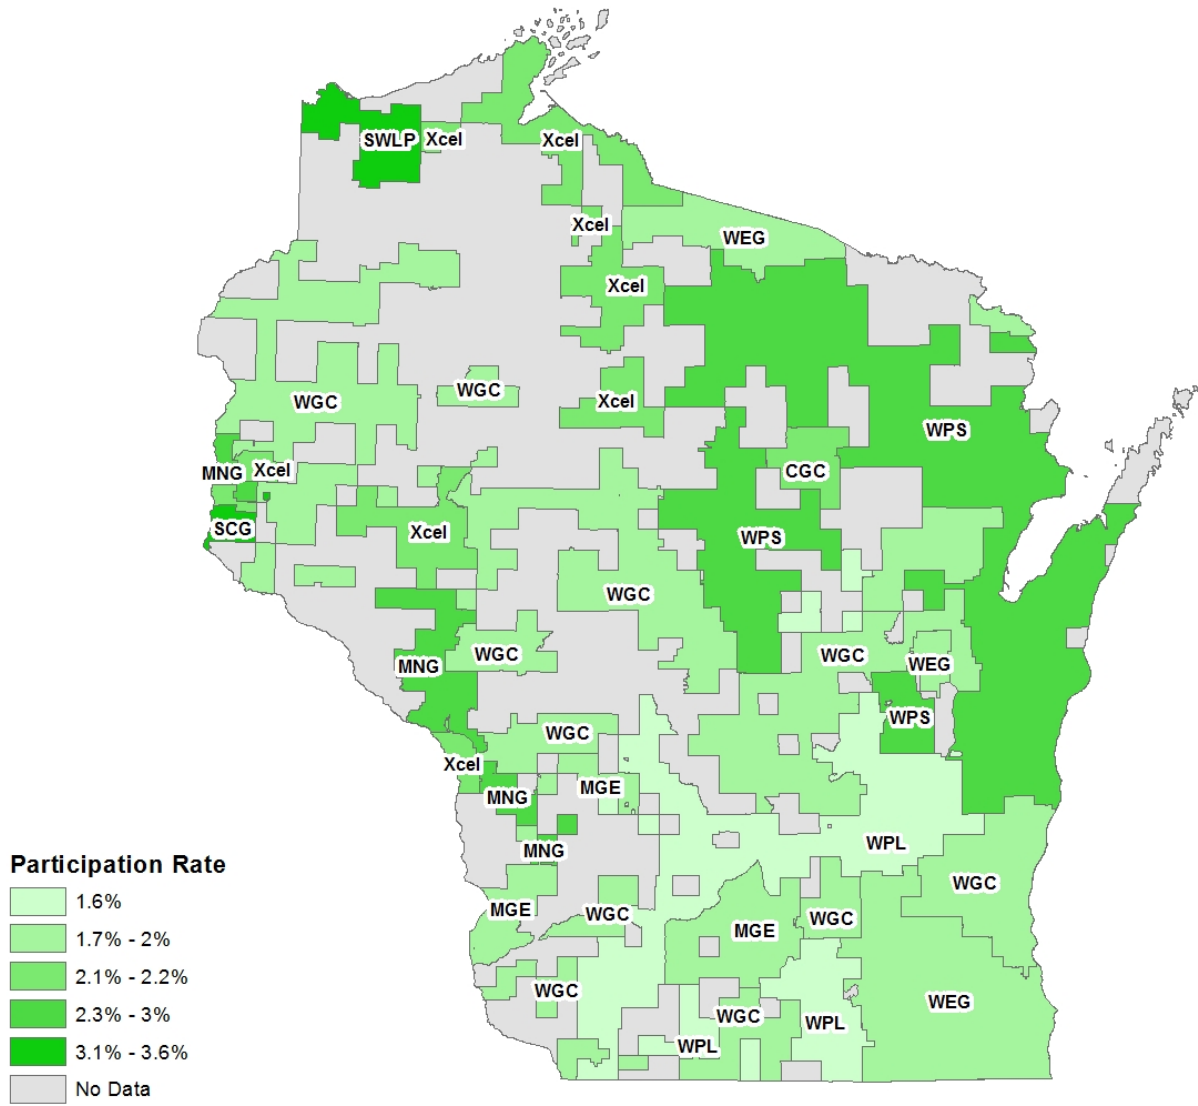 SWLP
Xcel
Xcel
Xcel
WEG
Xcel
WGC
WGC
Xcel
WPS
MNG
Xcel
CGC
SCG
Xcel
WPS
WGC
MNG
WGC
WGC
WEG
WPS
WGC
Xcel
MNG
MGE
MNG
WPL
WGC
MGE
WGC
MGE
WGC
WGC
WGC
WPL
WEG
WPL
Participation Rate
1.6%
1.7% - 2%
2.1% - 2.2%
2.3% - 3%
3.1% - 3.6%
No Data